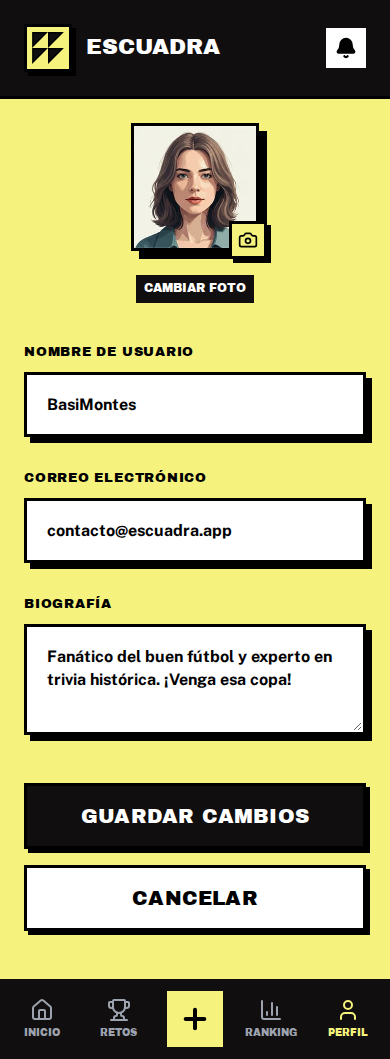 ESCUADRA
CAMBIAR FOTO
NOMBRE DE USUARIO
BasiMontes
CORREO ELECTRÓNICO
contacto@escuadra.app
BIOGRAFÍA
Fanático del buen fútbol y experto en
trivia histórica. ¡Venga esa copa!
GUARDAR CAMBIOS
CANCELAR
INICIO
RETOS
RANKING
PERFIL